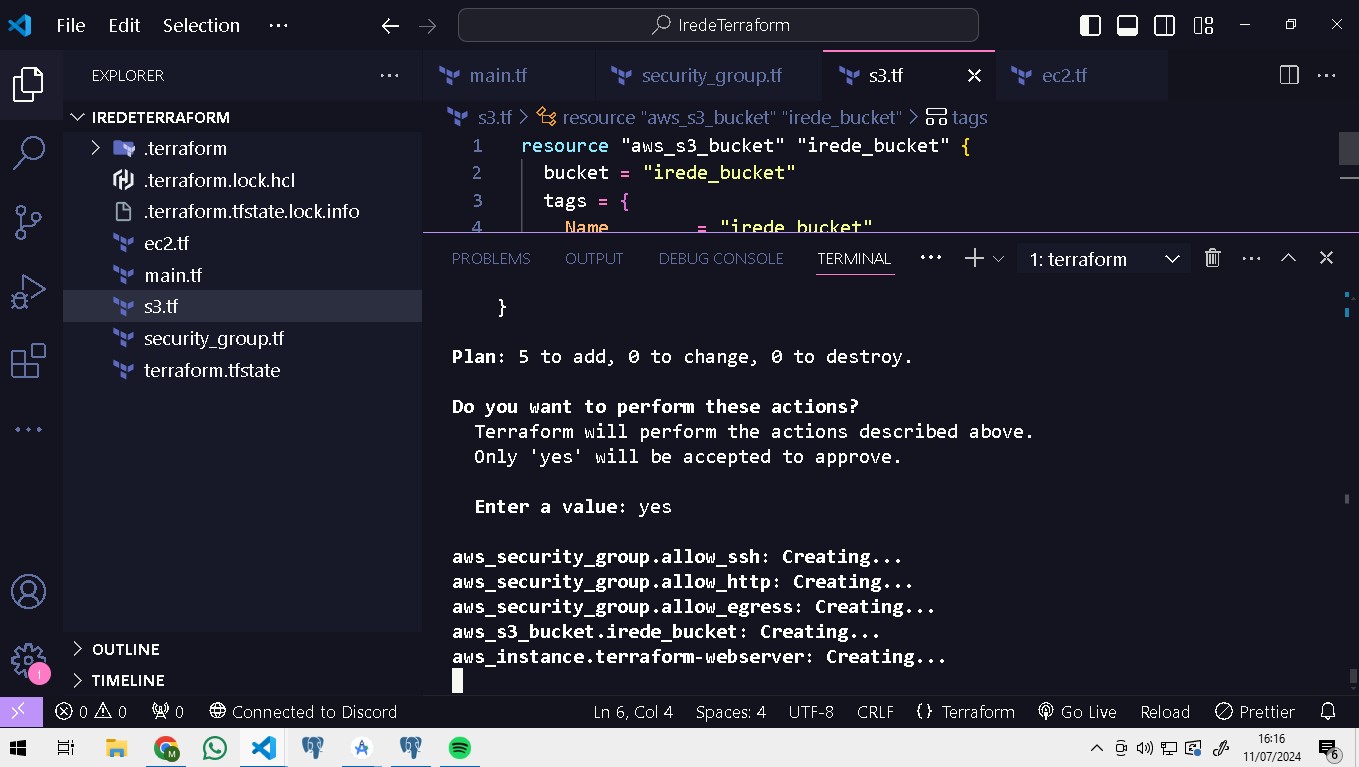 File Edit Selection ··· IredeTerraform
EXPLORER ···
IREDETERRAFORM
.terraform
.terraform.lock.hcl
.terraform.tfstate.lock.info
ec2.tf
main.tf
s3.tf
security_group.tf
terraform.tfstate
OUTLINE
TIMELINE
main.tf security_group.tf s3.tf ec2.tf
s3.tf > resource "aws_s3_bucket" "irede_bucket" > tags
1 resource "aws_s3_bucket" "irede_bucket" {
2 bucket = "irede_bucket"
3 tags = {
4 Name = "irede_bucket"
PROBLEMS OUTPUT DEBUG CONSOLE TERMINAL ··· 1: terraform
}
Plan: 5 to add, 0 to change, 0 to destroy.
Do you want to perform these actions?
Terraform will perform the actions described above.
Only 'yes' will be accepted to approve.
Enter a value: yes
aws_security_group.allow_ssh: Creating...
aws_security_group.allow_http: Creating...
aws_security_group.allow_egress: Creating...
aws_s3_bucket.irede_bucket: Creating...
aws_instance.terraform-webserver: Creating...
1
0 0 0 Connected to Discord Ln 6, Col 4 Spaces: 4 UTF-8 CRLF {} Terraform Go Live Reload Prettier
M
16:16
11/07/2024
6